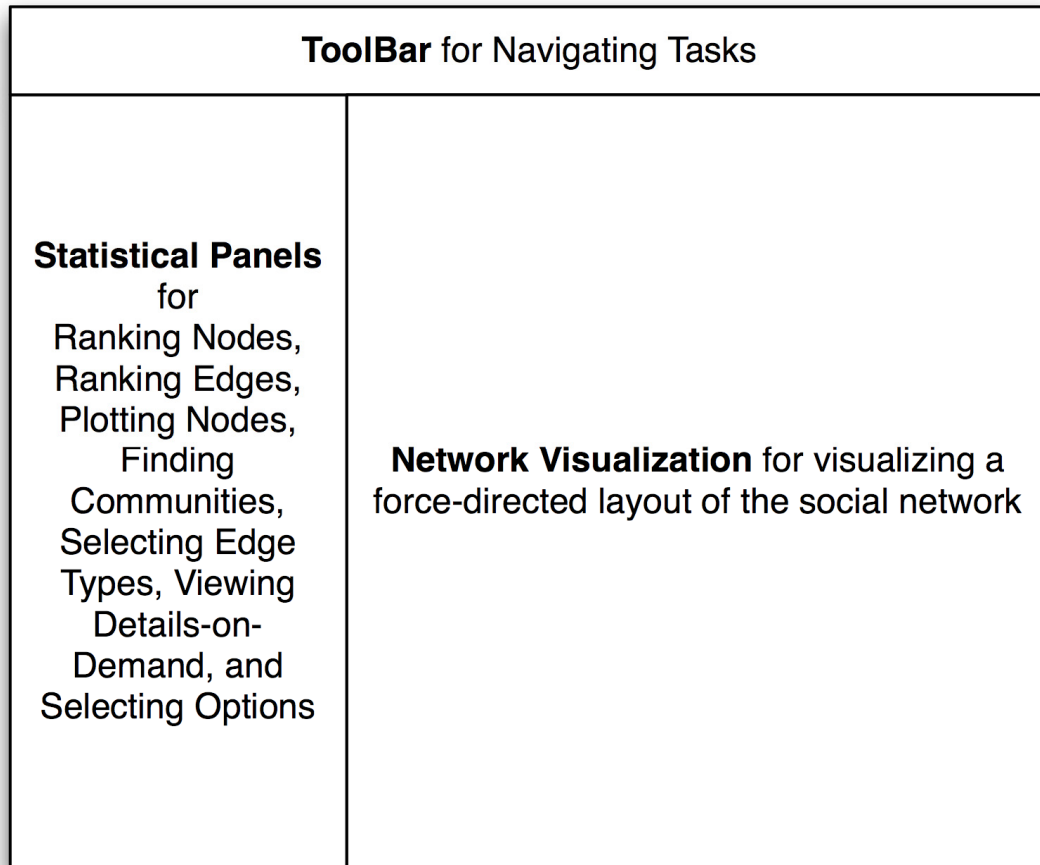 ToolBar for Navigating Tasks
Statistical Panels
for
Ranking Nodes,
Ranking Edges,
Plotting Nodes,
Finding
Communities,
Selecting Edge
Types, Viewing
Details-on-
Demand, and
Selecting Options
Network Visualization for visualizing a
force-directed layout of the social network